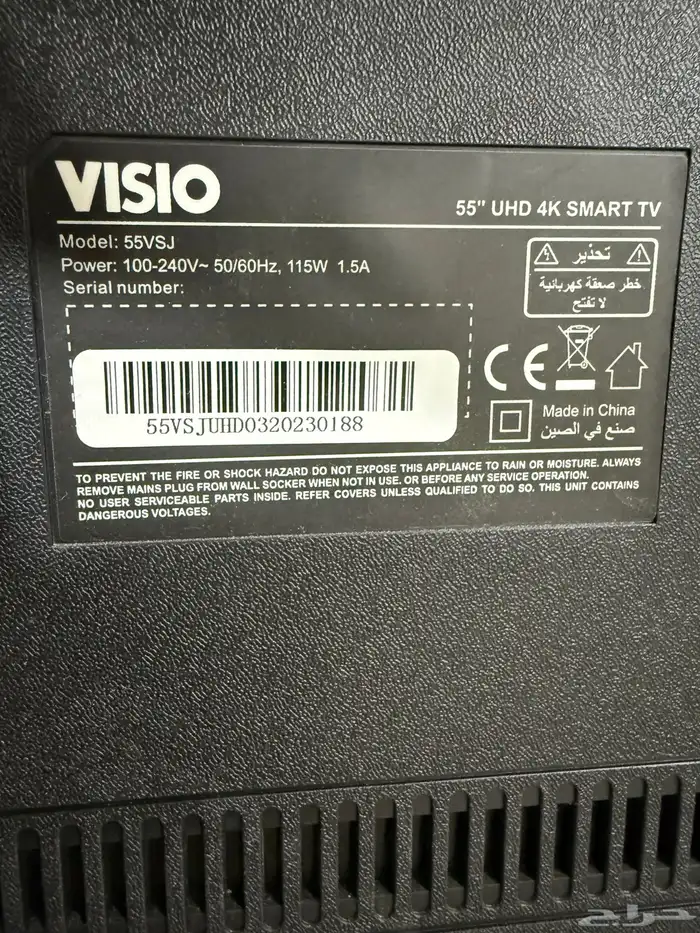 VISIO
55" UHD 4K SMART TV
Model: 55VSJ
Power: 100-240V~ 50/60Hz, 115W 1.5A
Serial number:
تحذير
خطر صعقة كهربائية
لا تفتح
55VSJUHD0320230188
CE
Made in China
صنع في الصين
TO PREVENT THE FIRE OR SHOCK HAZARD DO NOT EXPOSE THIS APPLIANCE TO RAIN OR MOISTURE. ALWAYS
REMOVE MAINS PLUG FROM WALL SOCKER WHEN NOT IN USE. OR BEFORE ANY SERVICE OPERATION.
NO USER SERVICEABLE PARTS INSIDE. REFER COVERS UNLESS QUALIFIED TO DO SO. THIS UNIT CONTAINS
DANGEROUS VOLTAGES.
حراج